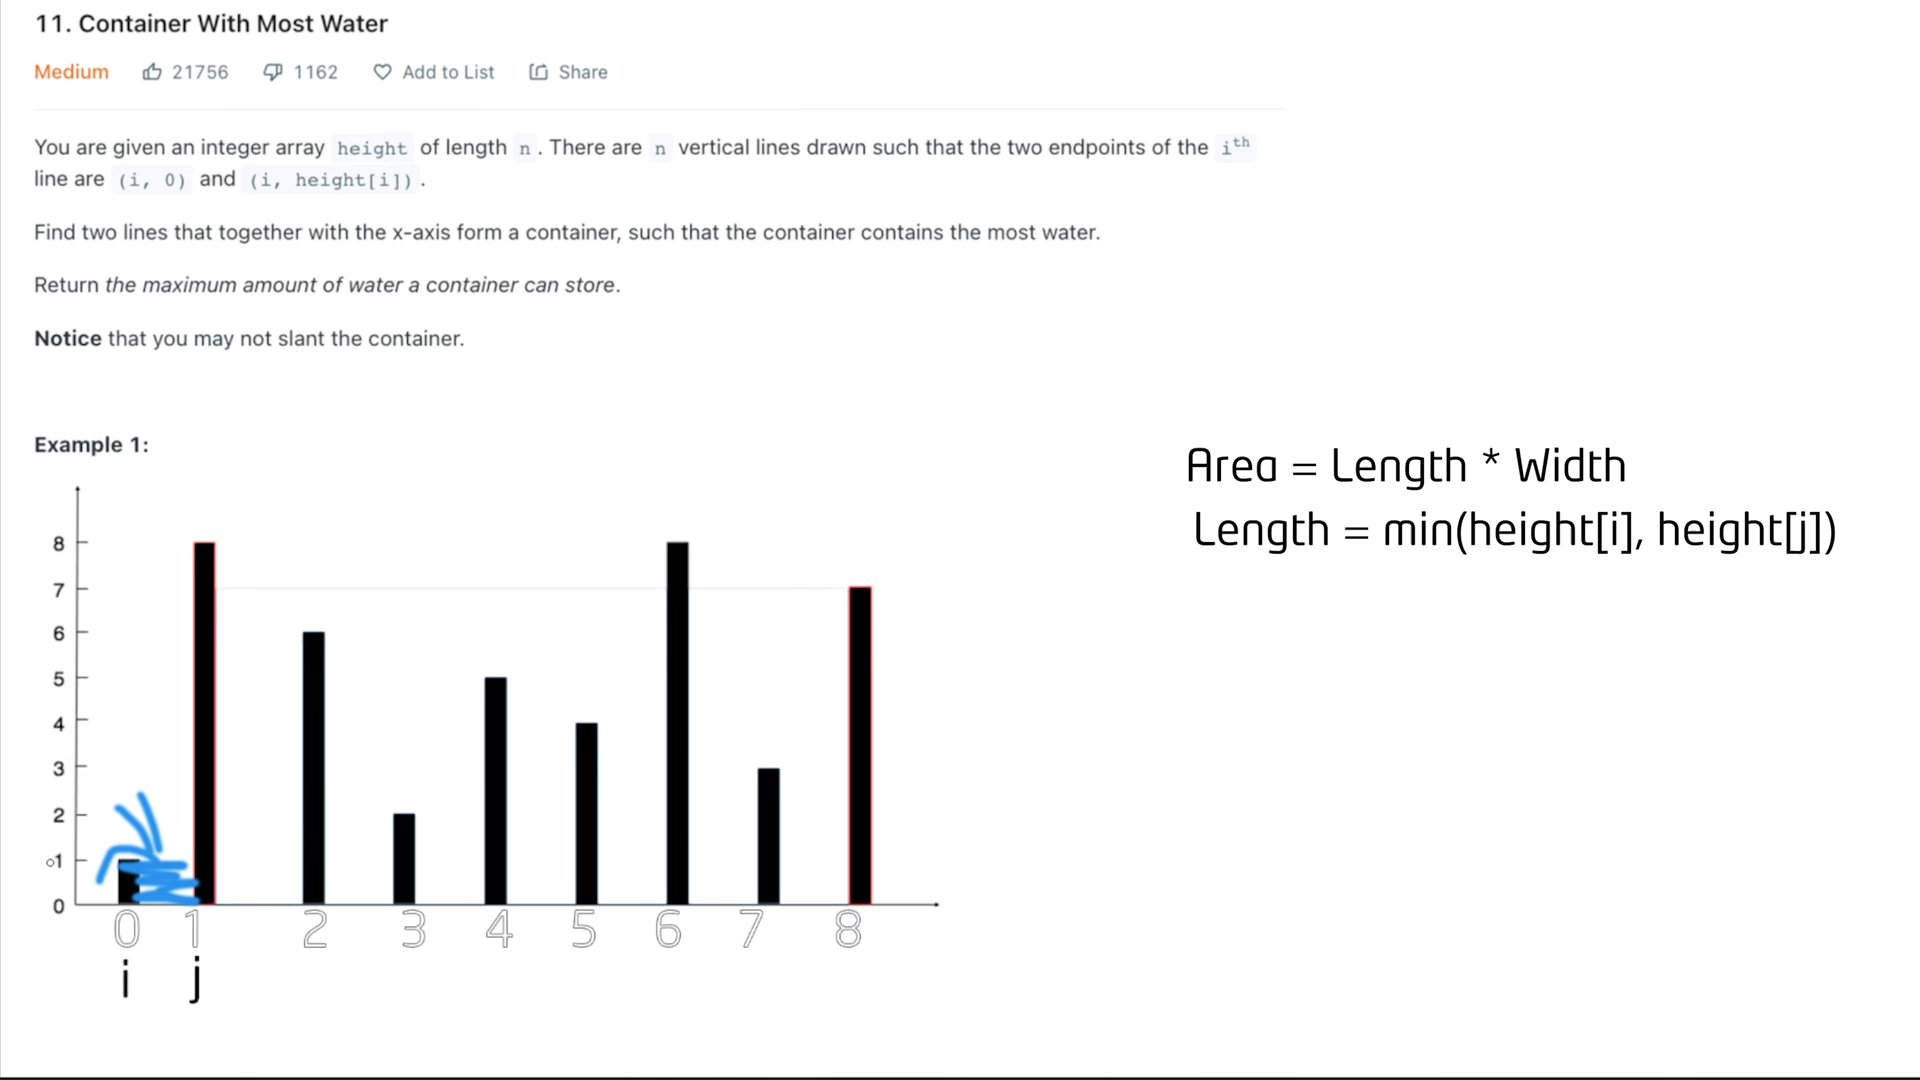 11. Container With Most Water
Medium 21756 1162 Add to List Share
You are given an integer array height of length n. There are n vertical lines drawn such that the two endpoints of the ith
line are (i, 0) and (i, height[i]).
Find two lines that together with the x-axis form a container, such that the container contains the most water.
Return the maximum amount of water a container can store.
Notice that you may not slant the container.
Example 1:
Area = Length * Width
Length = min(height[i], height[j])
8
7
6
5
4
3
2
1
0
0 1 2 3 4 5 6 7 8
i j